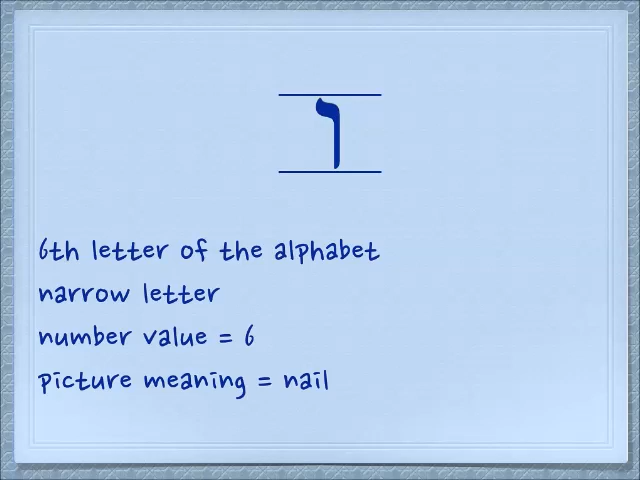 ו
6th letter of the alphabet
narrow letter
number value = 6
picture meaning = nail